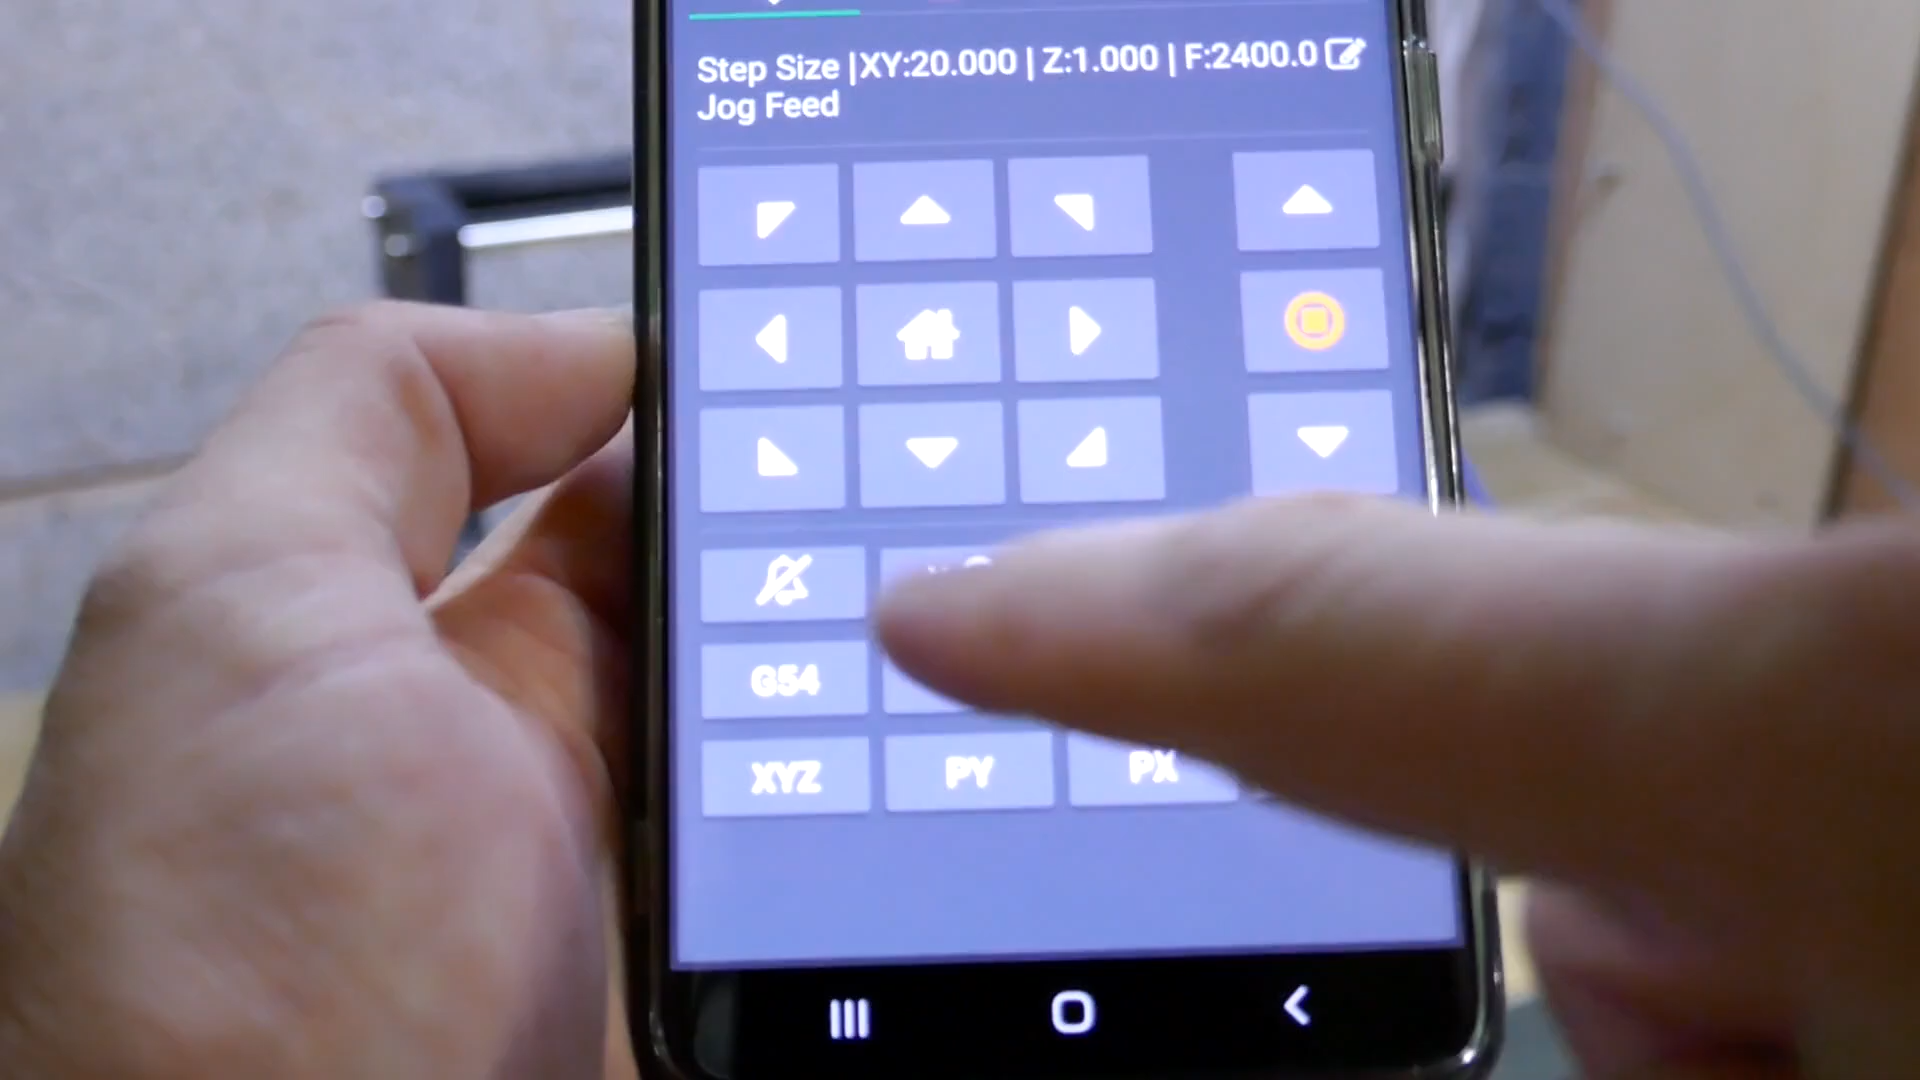 Step Size |XY:20.000 | Z:1.000 | F:2400.0
Jog Feed
G54
XYZ PY PX